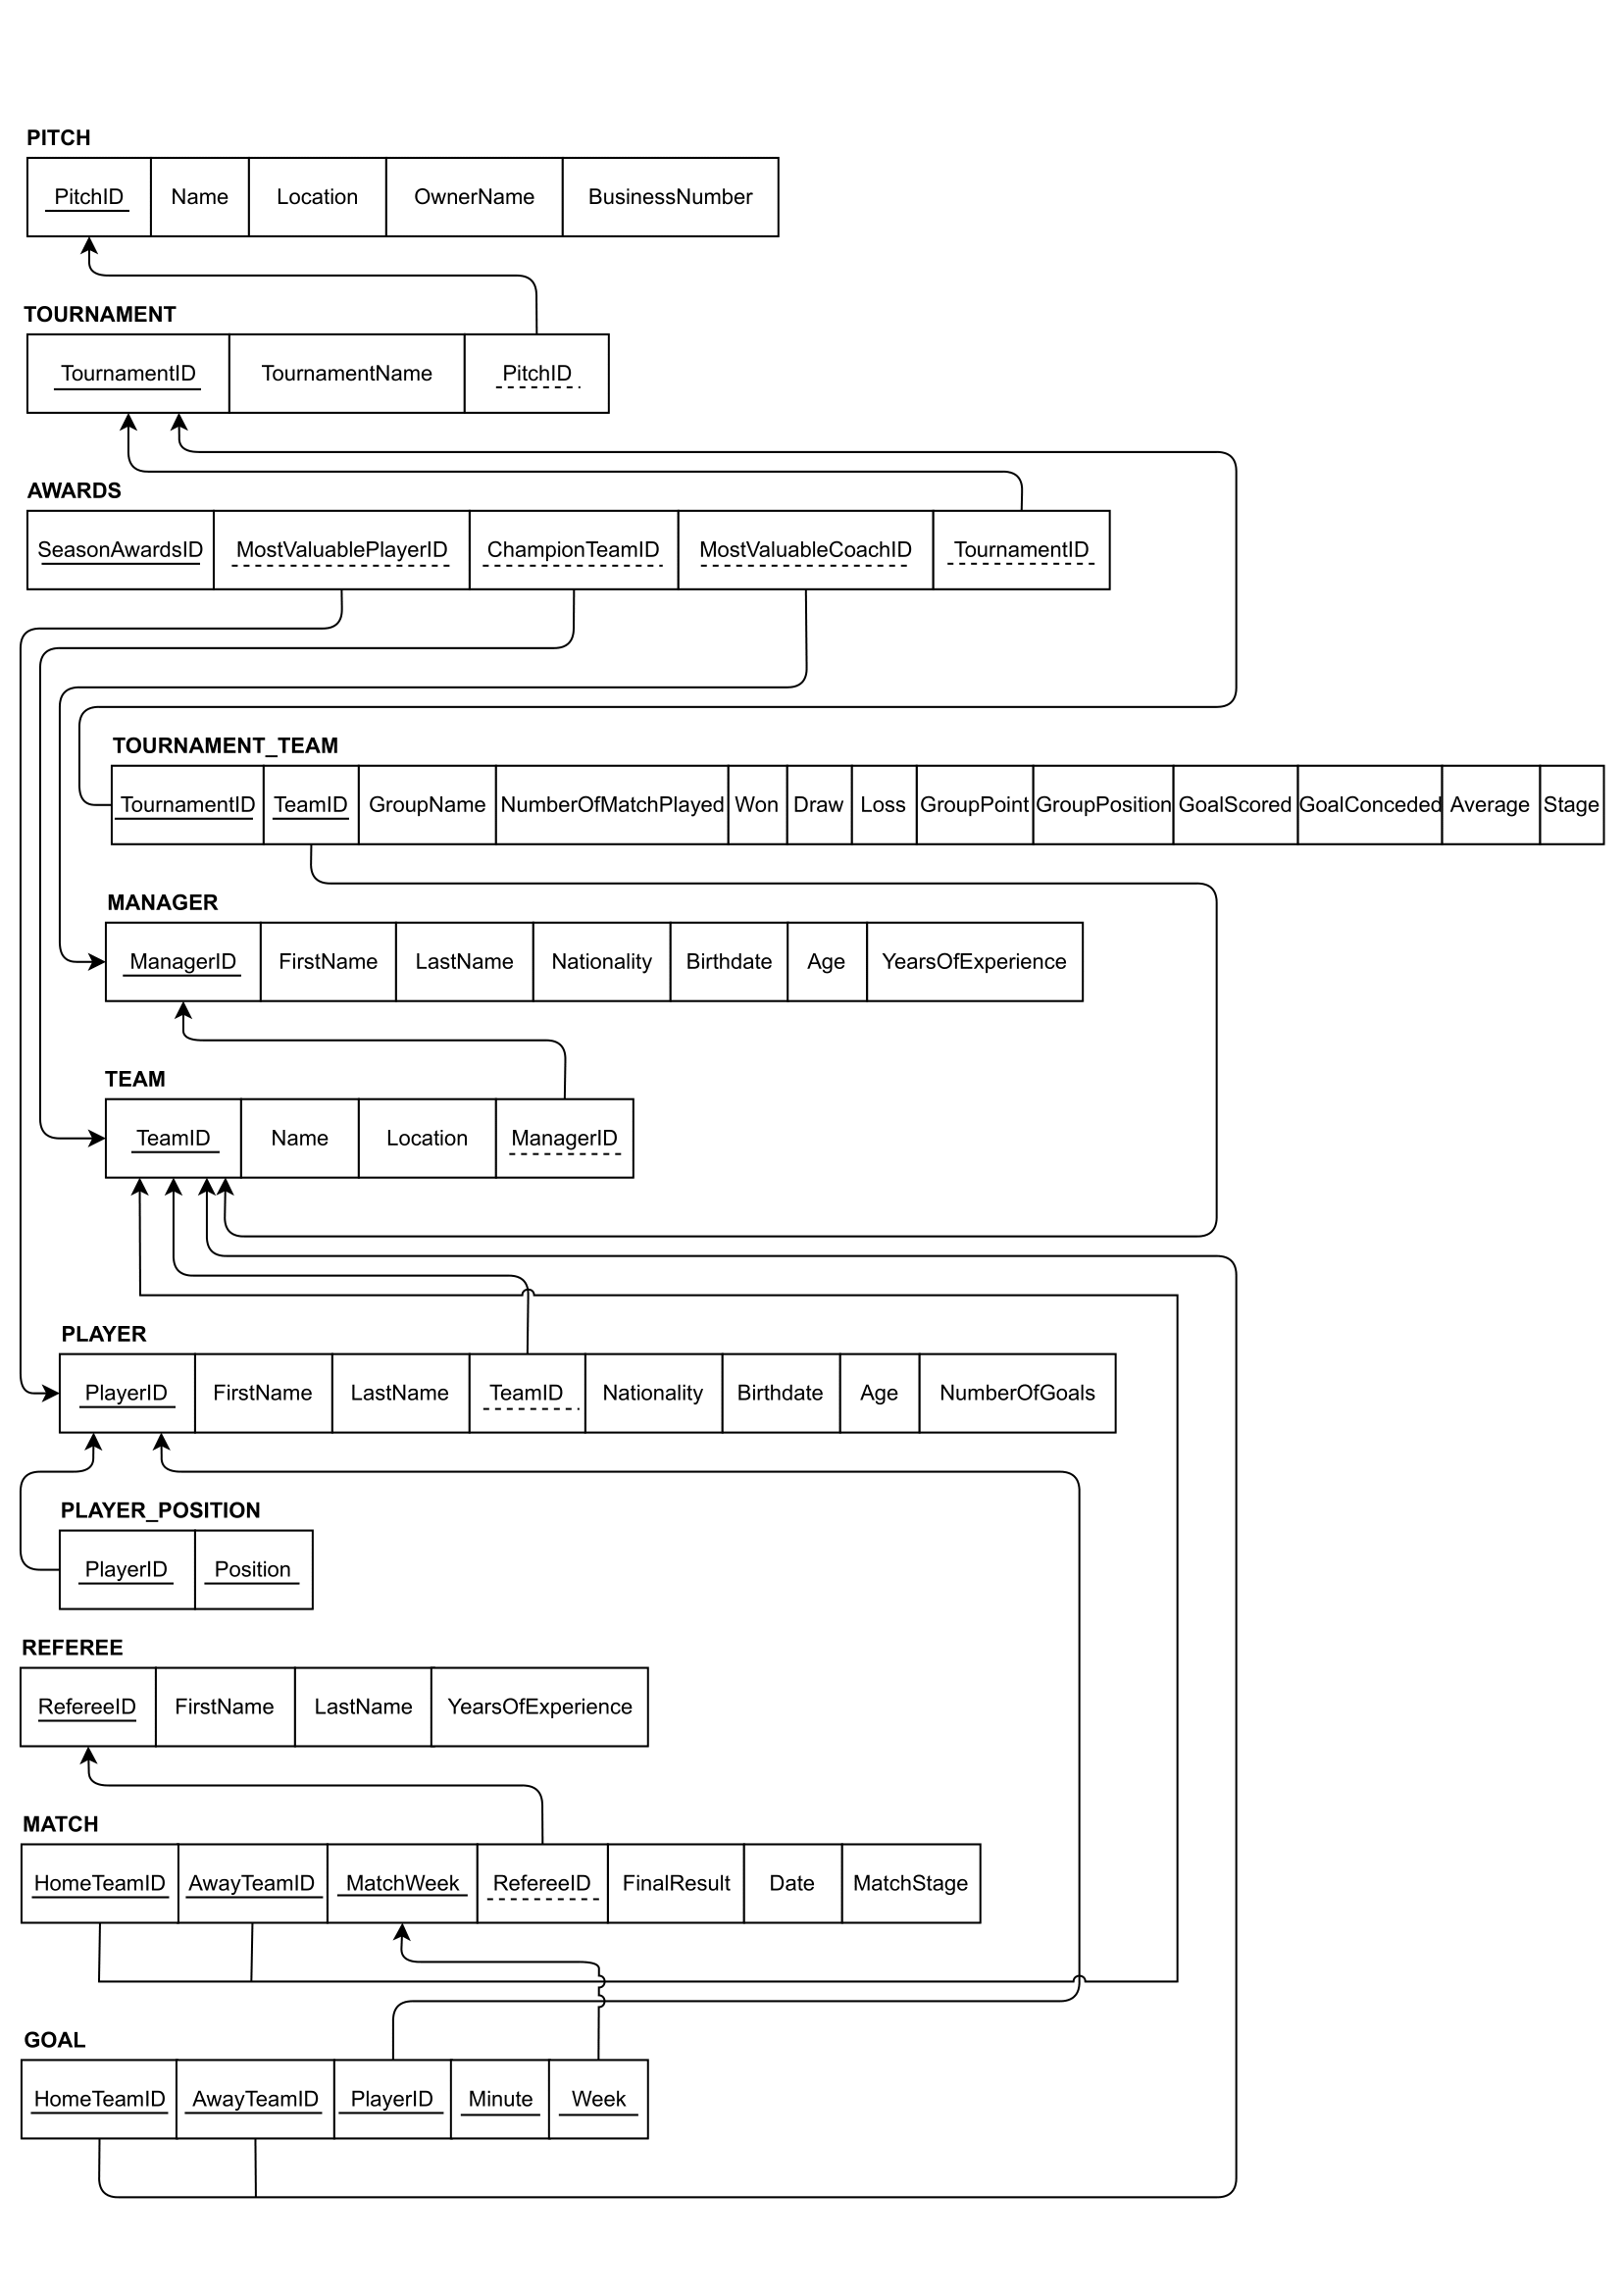 PITCH
PitchID Name Location OwnerName BusinessNumber
TOURNAMENT
TournamentID TournamentName PitchID
AWARDS
SeasonAwardsID MostValuablePlayerID ChampionTeamID MostValuableCoachID TournamentID
TOURNAMENT_TEAM
TournamentID TeamID GroupName NumberOfMatchPlayed Won Draw Loss GroupPoint GroupPosition GoalScored GoalConceded Average Stage
MANAGER
ManagerID FirstName LastName Nationality Birthdate Age YearsOfExperience
TEAM
TeamID Name Location ManagerID
PLAYER
PlayerID FirstName LastName TeamID Nationality Birthdate Age NumberOfGoals
PLAYER_POSITION
PlayerID Position
REFEREE
RefereeID FirstName LastName YearsOfExperience
MATCH
HomeTeamID AwayTeamID MatchWeek RefereeID FinalResult Date MatchStage
GOAL
HomeTeamID AwayTeamID PlayerID Minute Week